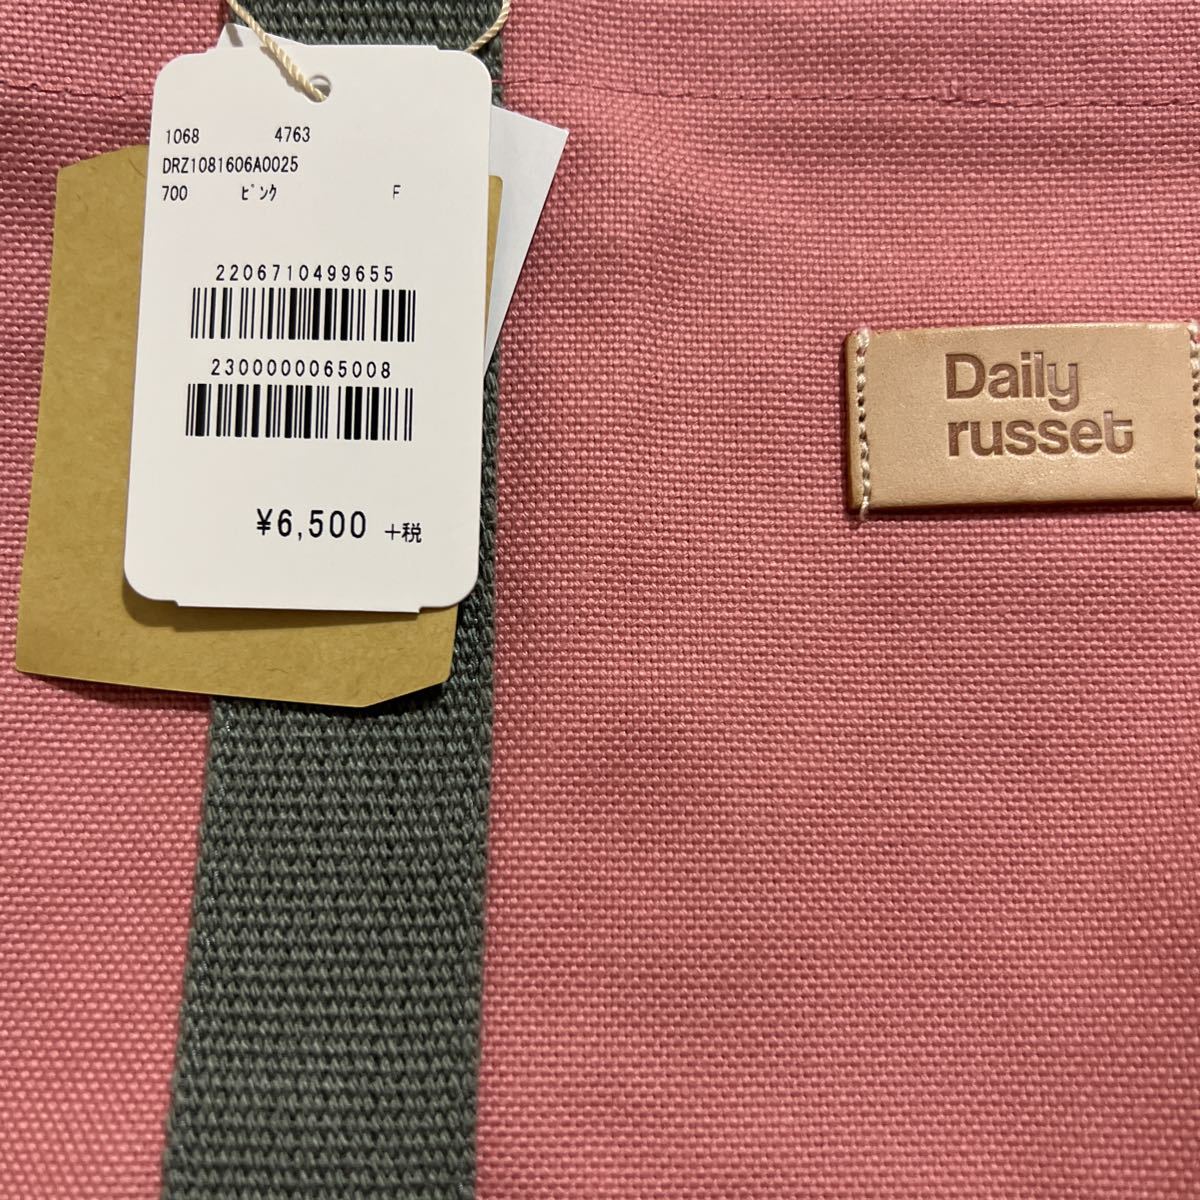 1068 4763
DRZ1081606A0025
700 ﾋﾟﾝｸ F
2206710499655
2300000065008
¥6,500 +税
Daily
russet